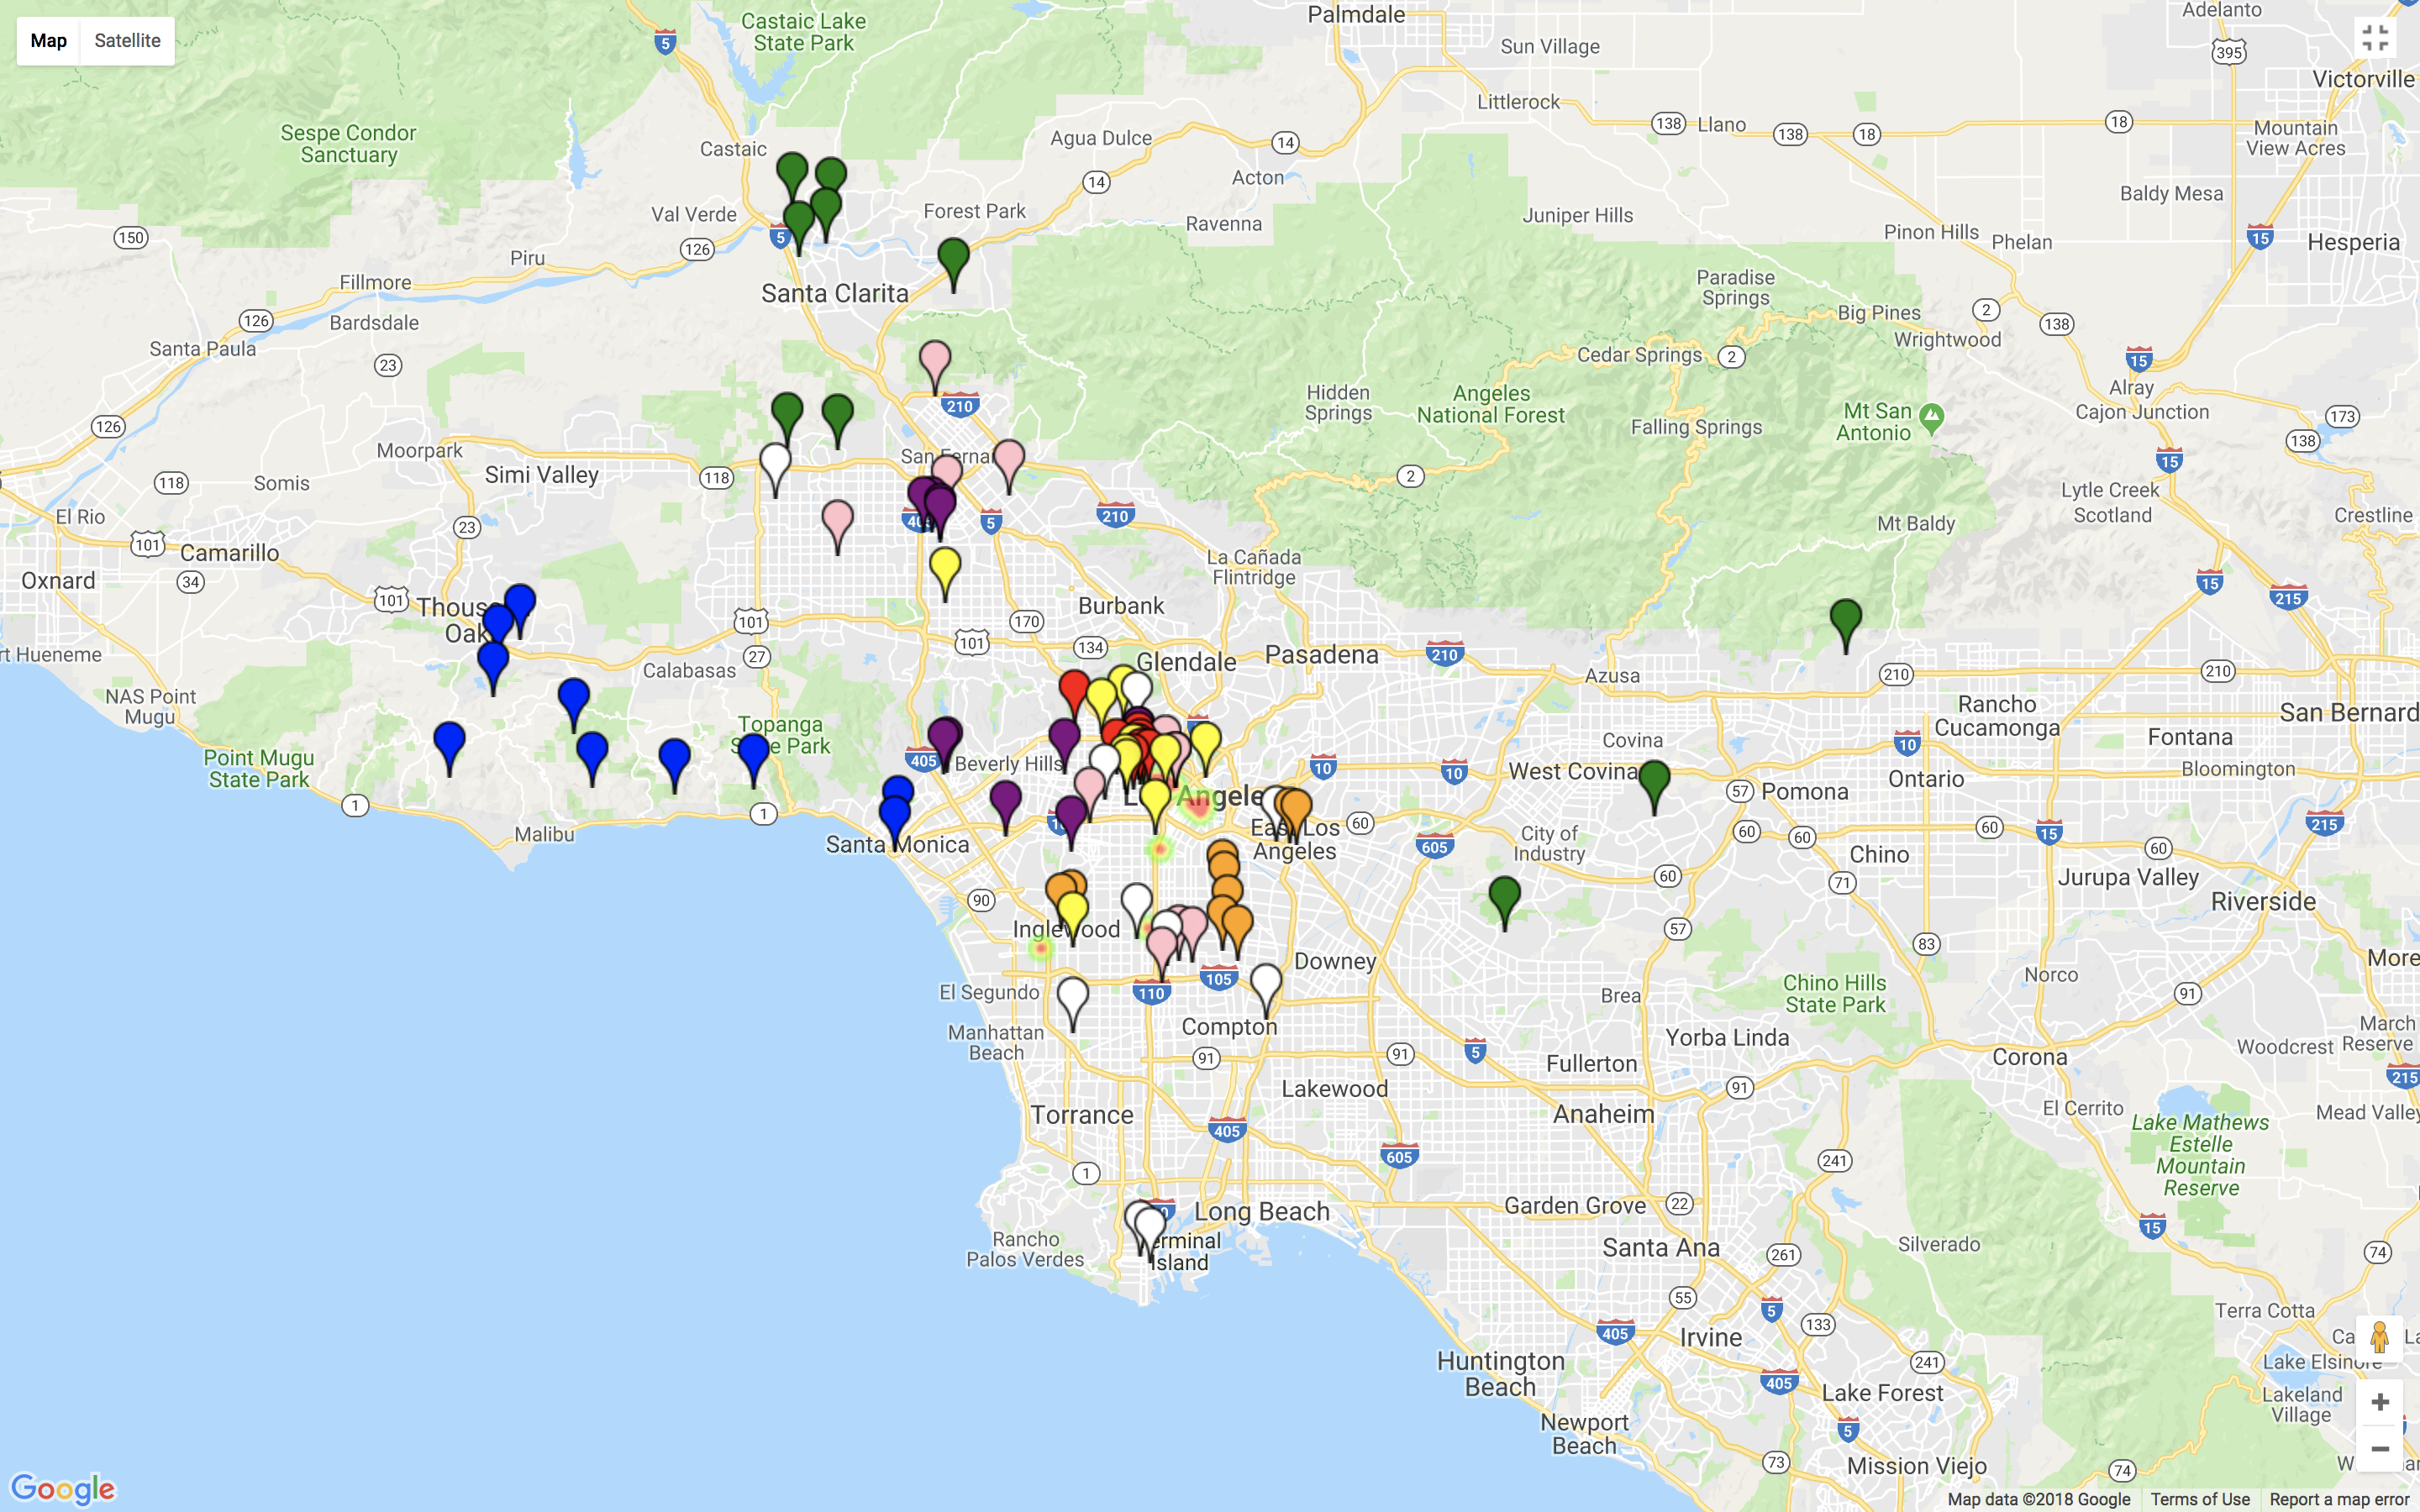 Map
Satellite
Castaic Lake
State Park
Palmdale
Adelanto
Sun Village
395
5
Victorville
Littlerock
138
Llano
138
18
18
Sespe Condor
Sanctuary
Castaic
Agua Dulce
14
Mountain
View Acres
Acton
14
Baldy Mesa
Val Verde
Forest Park
Ravenna
Juniper Hills
Pinon Hills
Phelan
150
5
126
15
Hesperia
Piru
Fillmore
Santa Clarita
Paradise
Springs
Big Pines
2
138
126
Bardsdale
Wrightwood
Santa Paula
23
Cedar Springs
2
15
Alray
Cajon Junction
173
210
Hidden
Springs
Angeles
National Forest
Falling Springs
Mt San
Antonio
126
138
Moorpark
Simi Valley
118
118
Somis
2
15
El Rio
23
5
210
Lytle Creek
Scotland
Mt Baldy
Crestline
101
Camarillo
34
Oxnard
101
La Cañada
Flintridge
15
215
Burbank
101
170
101
134
27
Calabasas
Glendale
Pasadena
210
Azusa
210
210
rt Hueneme
NAS Point
Mugu
Rancho
Cucamonga
San Bernard
Point Mugu
State Park
Topanga
405
Beverly Hills
10
10
Covina
West Covina
10
Fontana
Ontario
Bloomington
1
1
57
Pomona
Malibu
Santa Monica
East Los
Angeles
60
605
City of
Industry
60
60
60
15
215
60
Chino
Jurupa Valley
60
71
Riverside
90
Inglewood
57
83
Downey
More
105
110
El Segundo
Norco
Brea
Chino Hills
State Park
91
Manhattan
Beach
Compton
91
91
5
Yorba Linda
March
Reserve
Woodcrest
Fullerton
Corona
Lakewood
91
215
Torrance
Anaheim
El Cerrito
Mead Valley
405
605
Lake Mathews
Estelle
Mountain
Reserve
1
241
Long Beach
Garden Grove
22
15
Rancho
Palos Verdes
Island
Santa Ana
261
Silverado
74
55
5
133
Terra Cotta
405
Irvine
Huntington
Beach
241
Lake Elsinore
405
Lake Forest
Lakeland
Village
Newport
Beach
5
73
Mission Viejo
74
Google
Map data ©2018 Google
Terms of Use
Report a map error